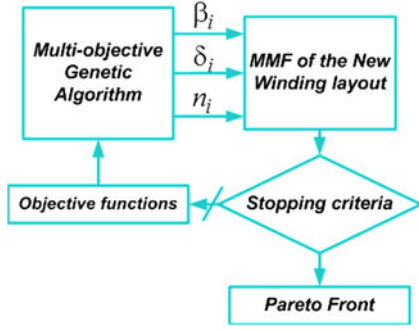 Multi-objective
Genetic
Algorithm
βi
δi
ni
MMF of the New
Winding layout
Objective functions
Stopping criteria
Pareto Front